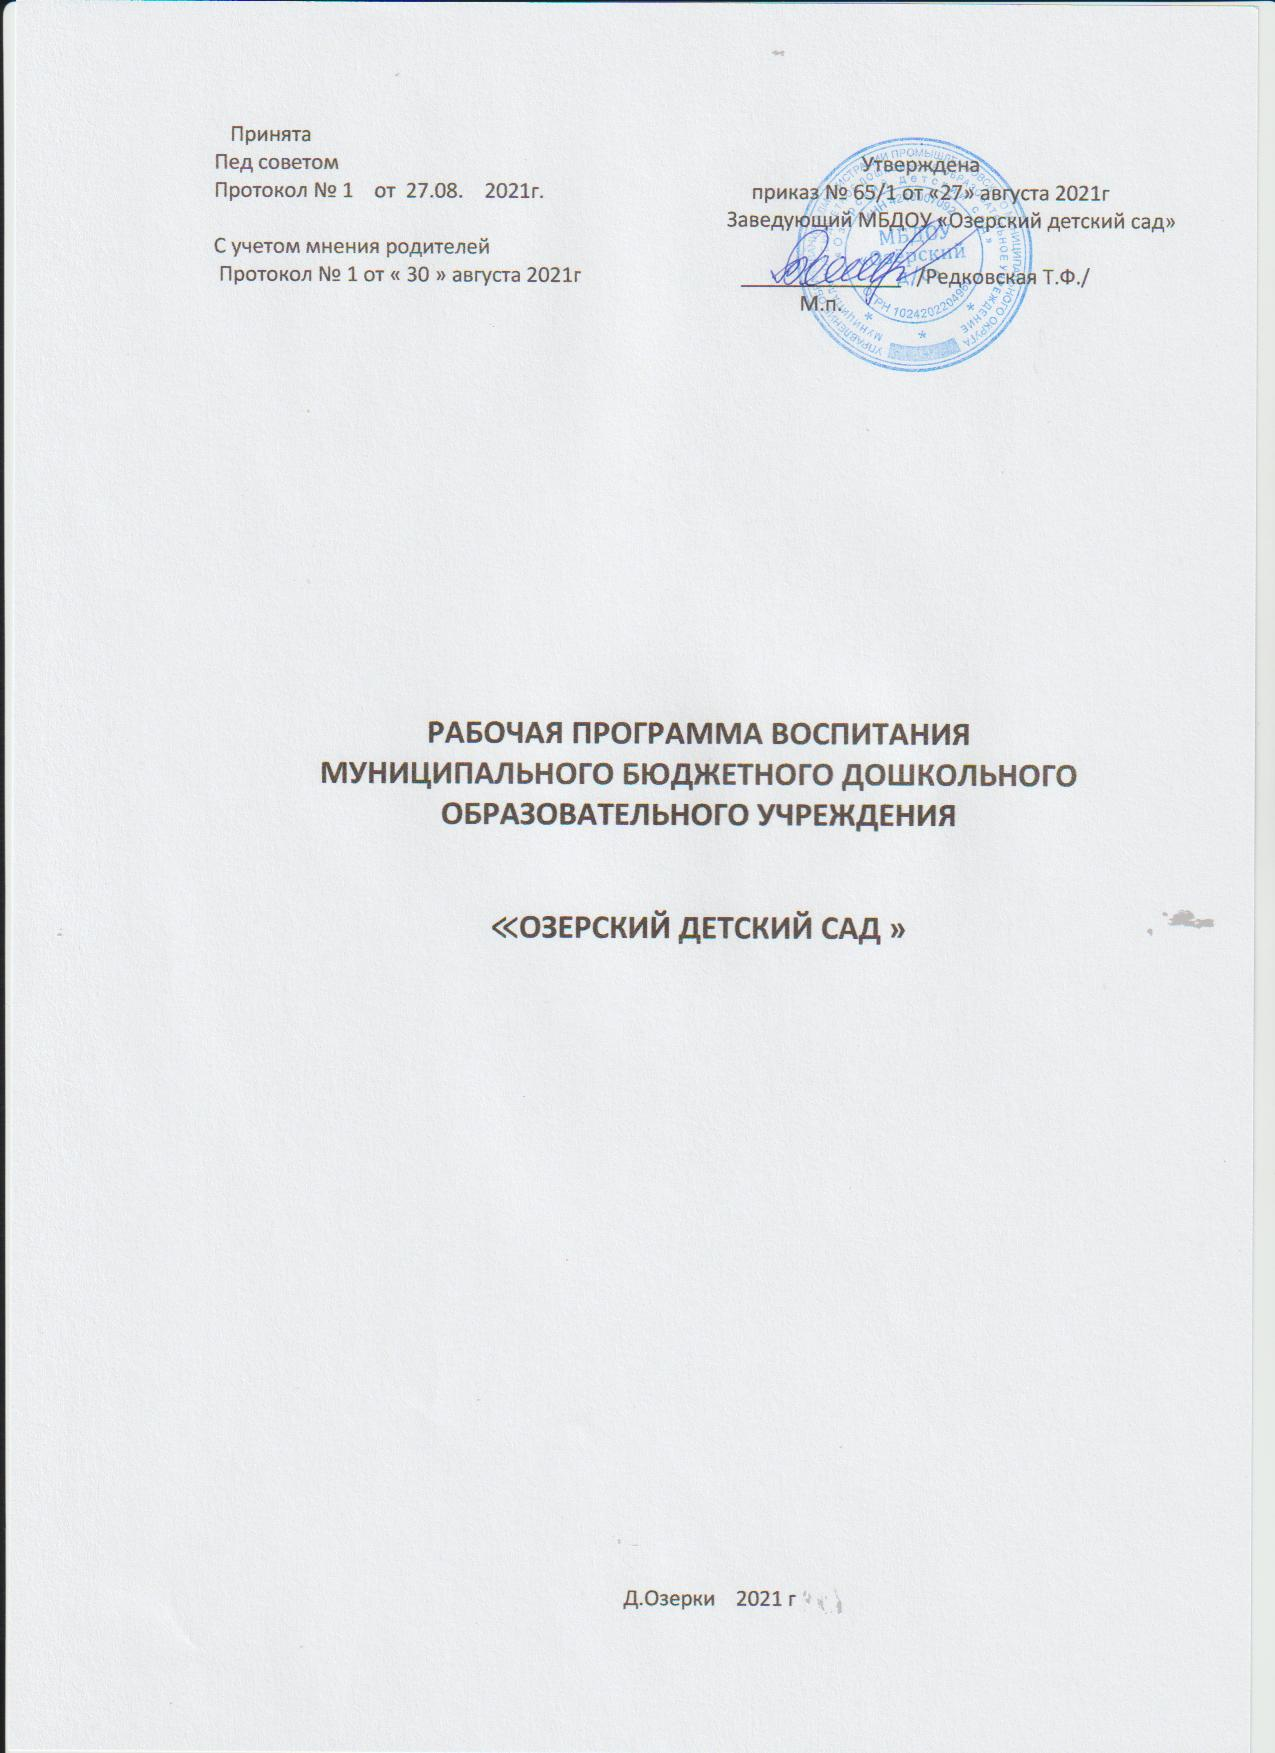 Принята
Пед советом
Протокол № 1 от 27.08. 2021г.
С учетом мнения родителей
Протокол № 1 от « 30 » августа 2021г
Утверждена
приказ № 65/1 от «27» августа 2021г
Заведующий МБДОУ «Озерский детский сад»
/Редковская Т.Ф./
М.п.
МБДОУ
Озерский
РАБОЧАЯ ПРОГРАММА ВОСПИТАНИЯ
МУНИЦИПАЛЬНОГО БЮДЖЕТНОГО ДОШКОЛЬНОГО
ОБРАЗОВАТЕЛЬНОГО УЧРЕЖДЕНИЯ
«ОЗЕРСКИЙ ДЕТСКИЙ САД »
Д.Озерки 2021 г